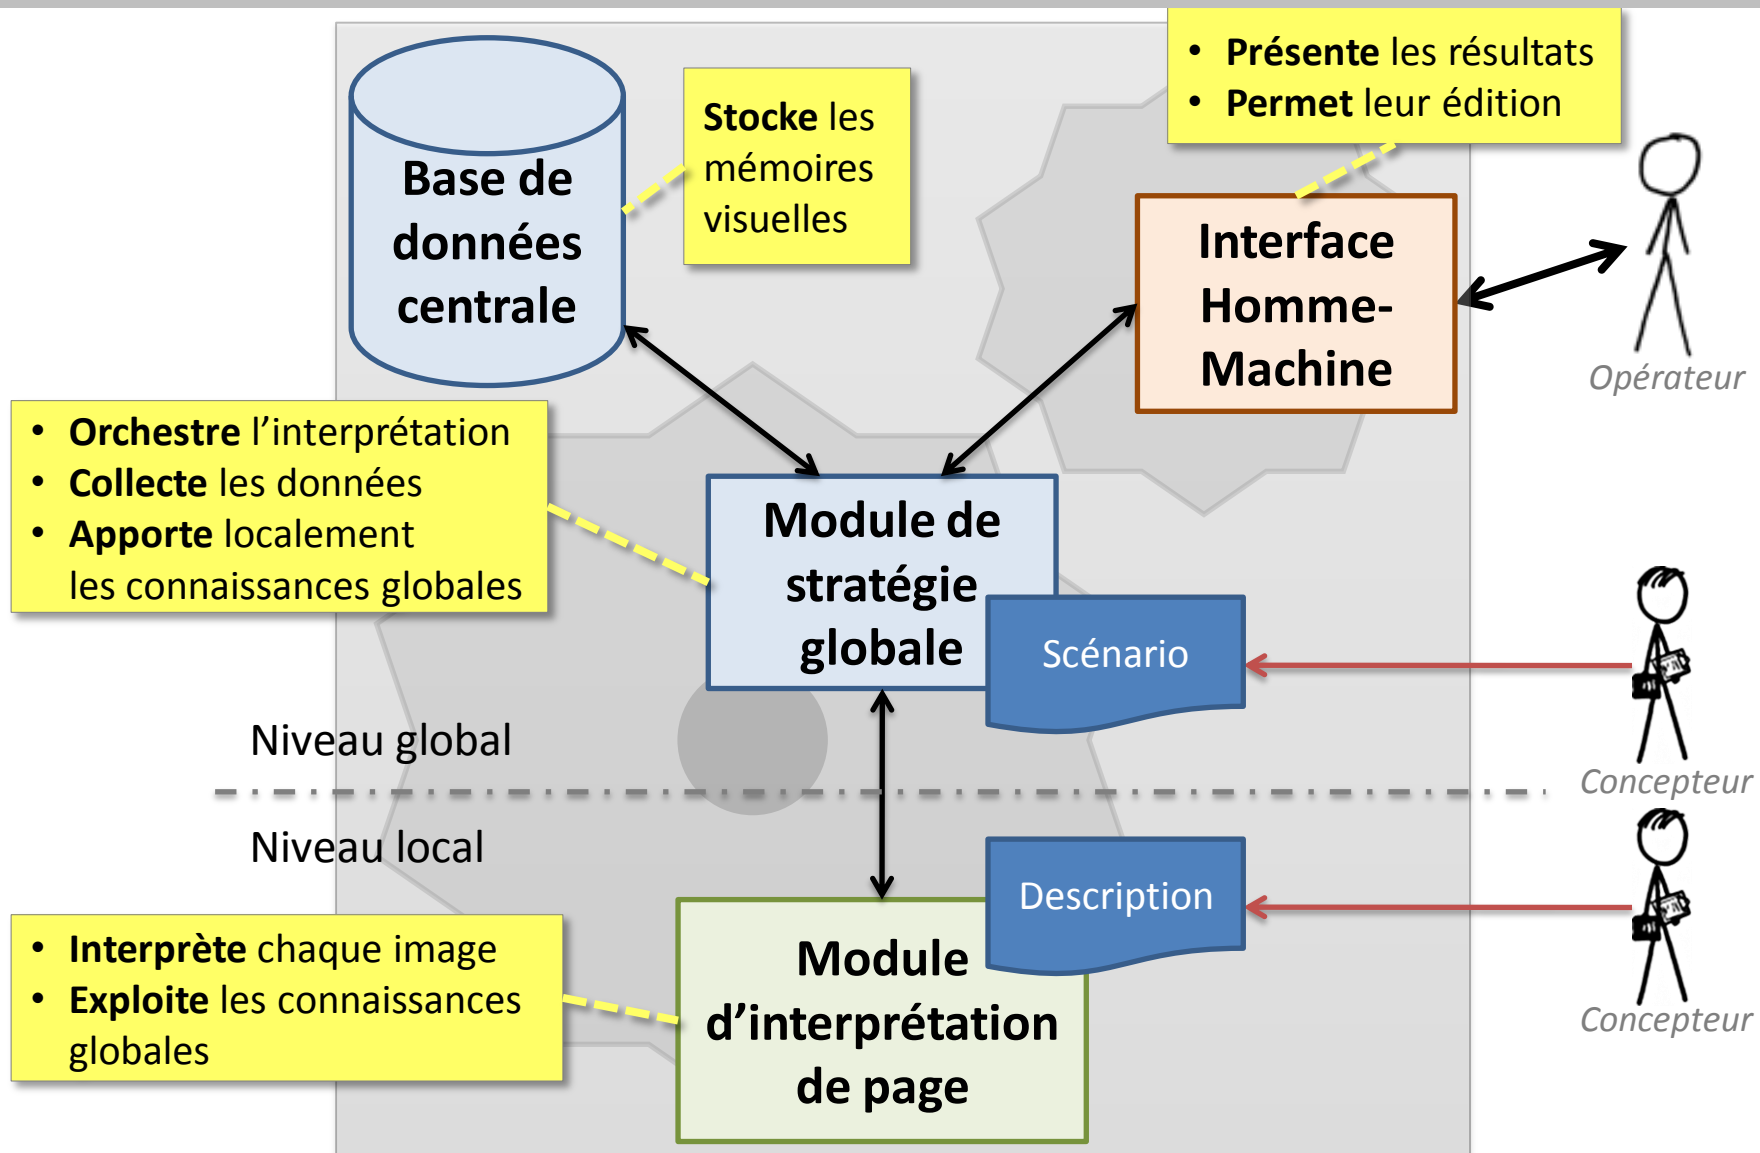 Base de
données
centrale
Stocke les
mémoires
visuelles
• Présente les résultats
• Permet leur édition
Interface
Homme-
Machine
Opérateur
• Orchestre l’interprétation
• Collecte les données
• Apporte localement
les connaissances globales
Module de
stratégie
globale
Scénario
Concepteur
Niveau global
Niveau local
Description
Concepteur
• Interprète chaque image
• Exploite les connaissances
globales
Module
d’interprétation
de page